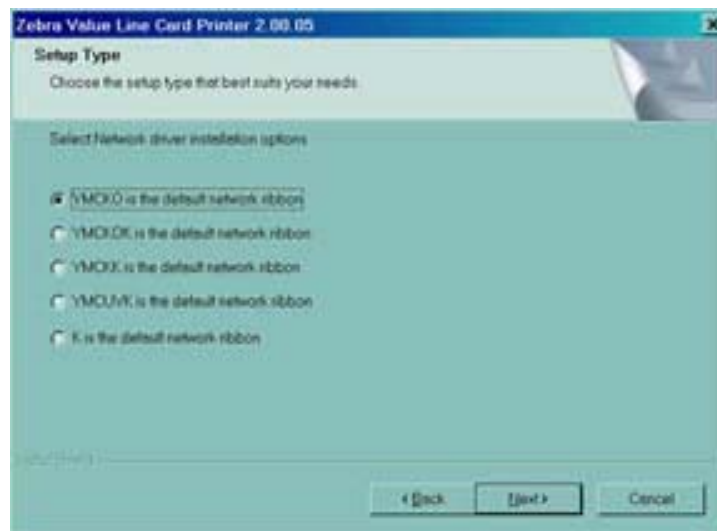 Zebra Value Line Card Printer 2.00.05
Setup Type
Choose the setup type that best suits your needs
Select Network driver installation options
YMCKO is the default network ribbon
YMCKOK is the default network ribbon
YMCKK is the default network ribbon
YMCUVK is the default network ribbon
K is the default network ribbon
< Back
Next >
Cancel